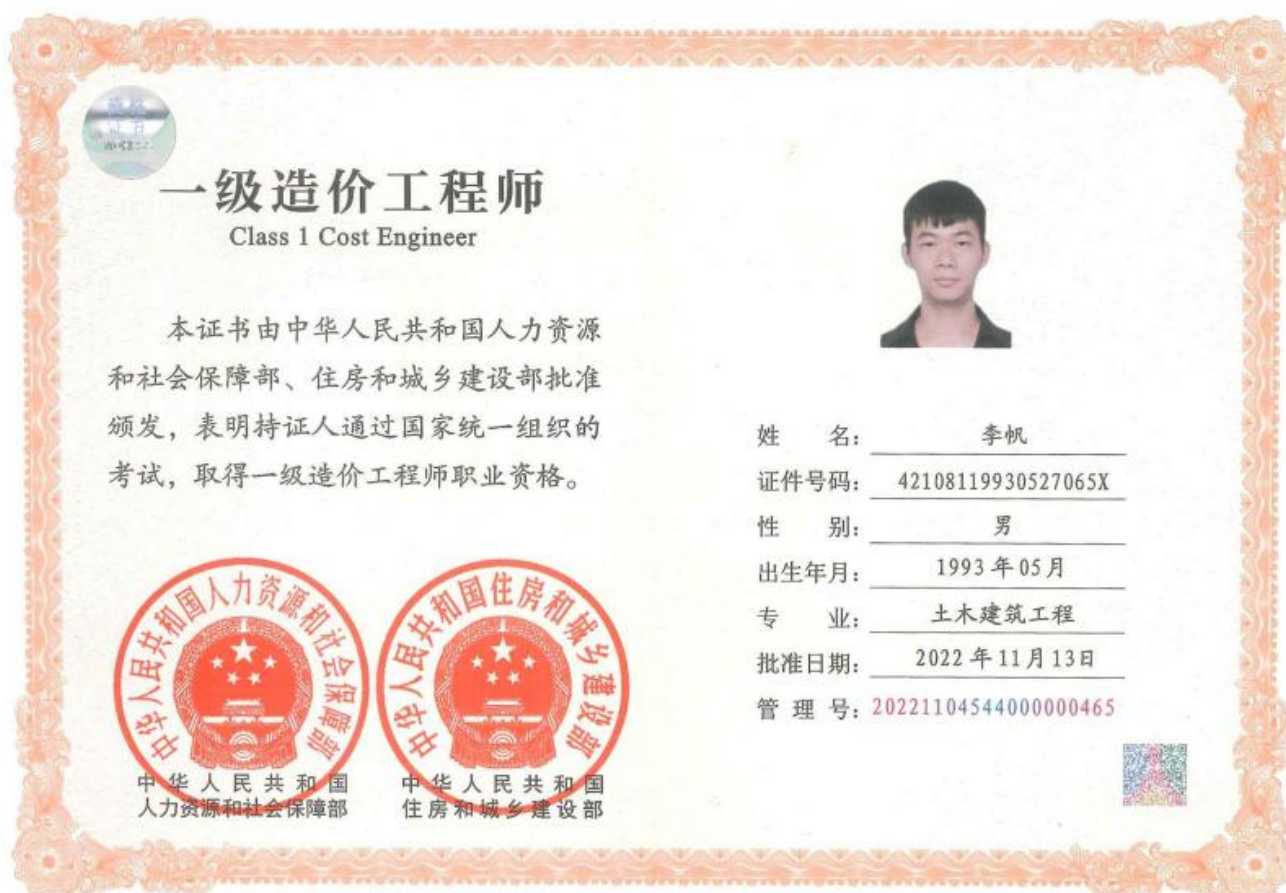 一级造价工程师
Class 1 Cost Engineer
本证书由中华人民共和国人力资源
和社会保障部、住房和城乡建设部批准
颁发，表明持证人通过国家统一组织的
考试，取得一级造价工程师职业资格。
中华人民共和国人力资源和社会保障部
中华人民共和国住房和城乡建设部
中华人民共和国
人力资源和社会保障部
中华人民共和国
住房和城乡建设部
姓 名： 李帆
证件号码： 42108119930527065X
性 别： 男
出生年月： 1993年05月
专 业： 土木建筑工程
批准日期： 2022年11月13日
管 理 号： 20221104544000000465